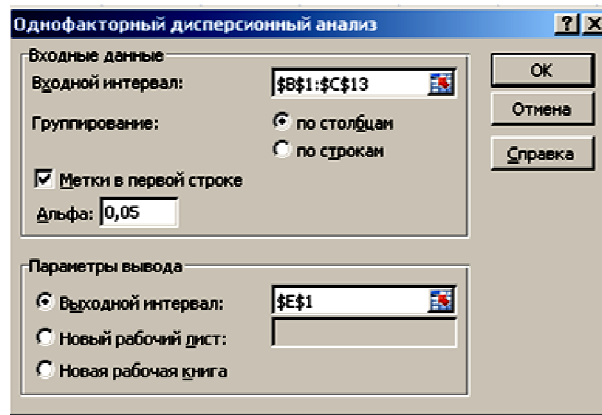 Однофакторный дисперсионный анализ
? X
Входные данные
Входной интервал:
$B$1:$C$13
OK
Отмена
Справка
Группирование:
по столбцам
по строкам
Метки в первой строке
Альфа: 0,05
Параметры вывода
Выходной интервал:
$E$1
Новый рабочий лист:
Новая рабочая книга